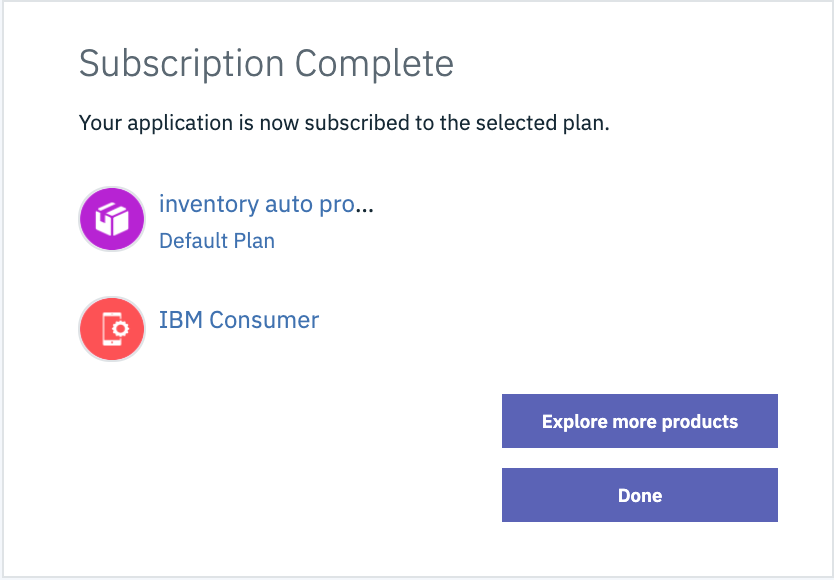 Subscription Complete
Your application is now subscribed to the selected plan.
inventory auto pro...
Default Plan
IBM Consumer
Explore more products
Done